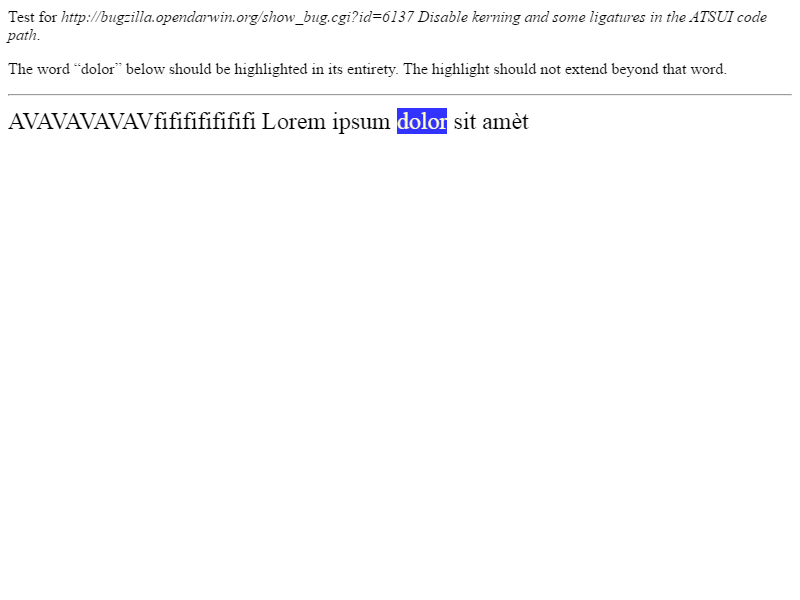 Test for http://bugzilla.opendarwin.org/show_bug.cgi?id=6137 Disable kerning and some ligatures in the ATSUI code
path.
The word “dolor” below should be highlighted in its entirety. The highlight should not extend beyond that word.
AVAVAVAVAVfifififififi Lorem ipsum dolor sit amèt